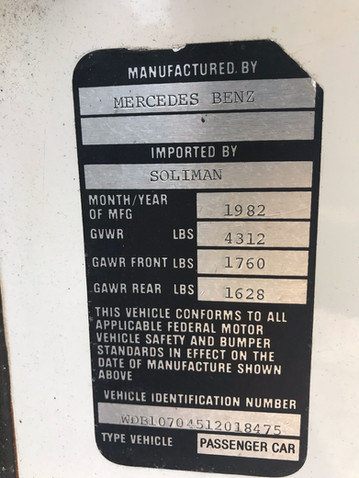 MANUFACTURED. BY
MERCEDES BENZ
IMPORTED BY
SOLIMAN
MONTH/YEAR
OF MFG 1982
GVWR LBS 4312
GAWR FRONT LBS 1760
GAWR REAR LBS 1628
THIS VEHICLE CONFORMS TO ALL
APPLICABLE FEDERAL MOTOR
VEHICLE SAFETY AND BUMPER
STANDARDS IN EFFECT ON THE
DATE OF MANUFACTURE SHOWN
ABOVE
VEHICLE IDENTIFICATION NUMBER
WDB10704512018475
TYPE VEHICLE PASSENGER CAR